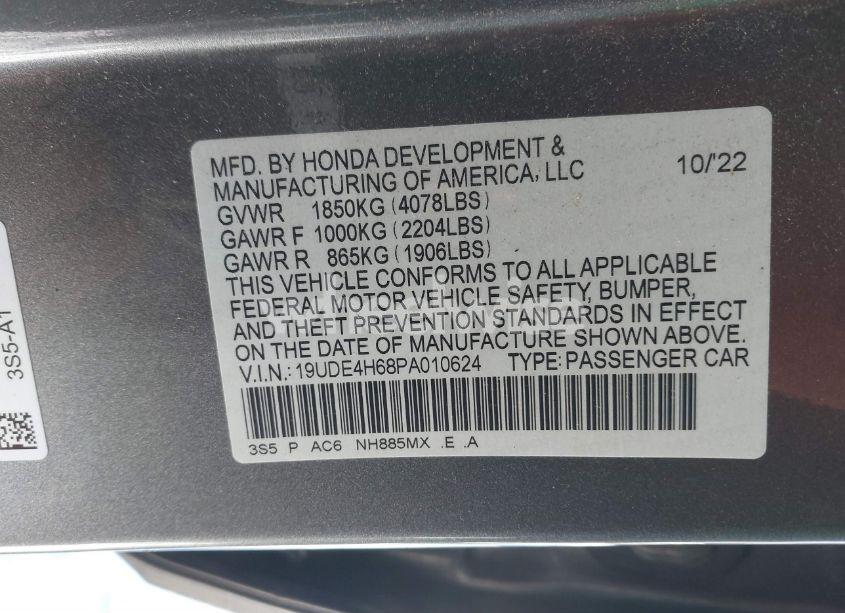 MFD. BY HONDA DEVELOPMENT &
MANUFACTURING OF AMERICA, LLC 10/'22
GVWR 1850KG (4078LBS)
GAWR F 1000KG (2204LBS)
GAWR R 865KG (1906LBS)
THIS VEHICLE CONFORMS TO ALL APPLICABLE
FEDERAL MOTOR VEHICLE SAFETY, BUMPER,
AND THEFT PREVENTION STANDARDS IN EFFECT
ON THE DATE OF MANUFACTURE SHOWN ABOVE.
V.I.N.: 19UDE4H68PA010624 TYPE: PASSENGER CAR
3S5 P AC6 NH885MX .E .A
3S5-A1